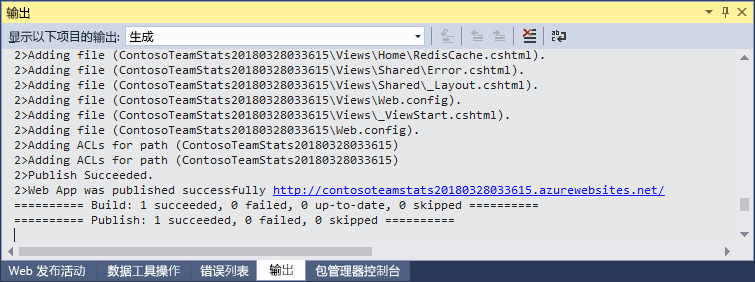 输出
显示以下项目的输出: 生成
2>Adding file (ContosoTeamStats20180328033615\Views\Home\RedisCache.cshtml).
2>Adding file (ContosoTeamStats20180328033615\Views\Shared\Error.cshtml).
2>Adding file (ContosoTeamStats20180328033615\Views\Shared\_Layout.cshtml).
2>Adding file (ContosoTeamStats20180328033615\Views\Web.config).
2>Adding file (ContosoTeamStats20180328033615\Views\_ViewStart.cshtml).
2>Adding file (ContosoTeamStats20180328033615\Web.config).
2>Adding ACLs for path (ContosoTeamStats20180328033615)
2>Adding ACLs for path (ContosoTeamStats20180328033615)
2>Publish Succeeded.
2>Web App was published successfully http://contosoteamstats20180328033615.azurewebsites.net/
========== Build: 1 succeeded, 0 failed, 0 up-to-date, 0 skipped ==========
========== Publish: 1 succeeded, 0 failed, 0 skipped ==========
Web 发布活动 数据工具操作 错误列表 输出 包管理器控制台